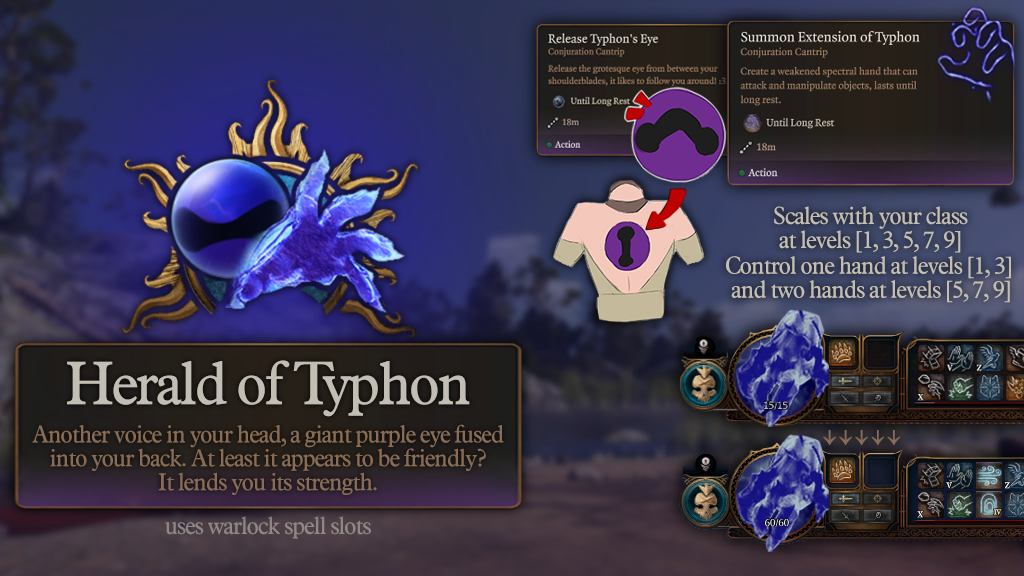 Herald of Typhon
Another voice in your head, a giant purple eye fused
into your back. At least it appears to be friendly?
It lends you its strength.
uses warlock spell slots
Release Typhon's Eye
Conjuration Cantrip
Release the grotesque eye from between your
shoulderblades, it likes to follow you around! :3
Until Long Rest
18m
Action
Summon Extension of Typhon
Conjuration Cantrip
Create a weakened spectral hand that can
attack and manipulate objects, lasts until
long rest.
Until Long Rest
18m
Action
Scales with your class
at levels [1, 3, 5, 7, 9]
Control one hand at levels [1, 3]
and two hands at levels [5, 7, 9]
15/15
V
Z
X
60/60
V
Z
X
IV